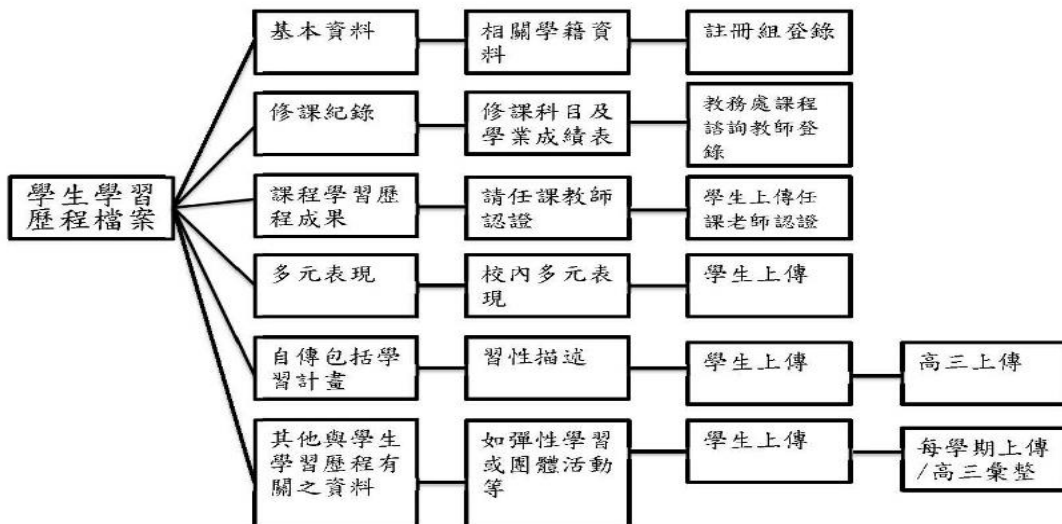 學生學習
歷程檔案
基本資料
相關學籍資
料
註冊組登錄
修課紀錄
修課科目及
學業成績表
教務處課程
諮詢教師登
錄
課程學習歷
程成果
請任課教師
認證
學生上傳任
課老師認證
多元表現
校內多元表
現
學生上傳
自傳包括學
習計畫
習性描述
學生上傳
高三上傳
其他與學生
學習歷程有
關之資料
如彈性學習
或團體活動
等
學生上傳
每學期上傳
/高三彙整